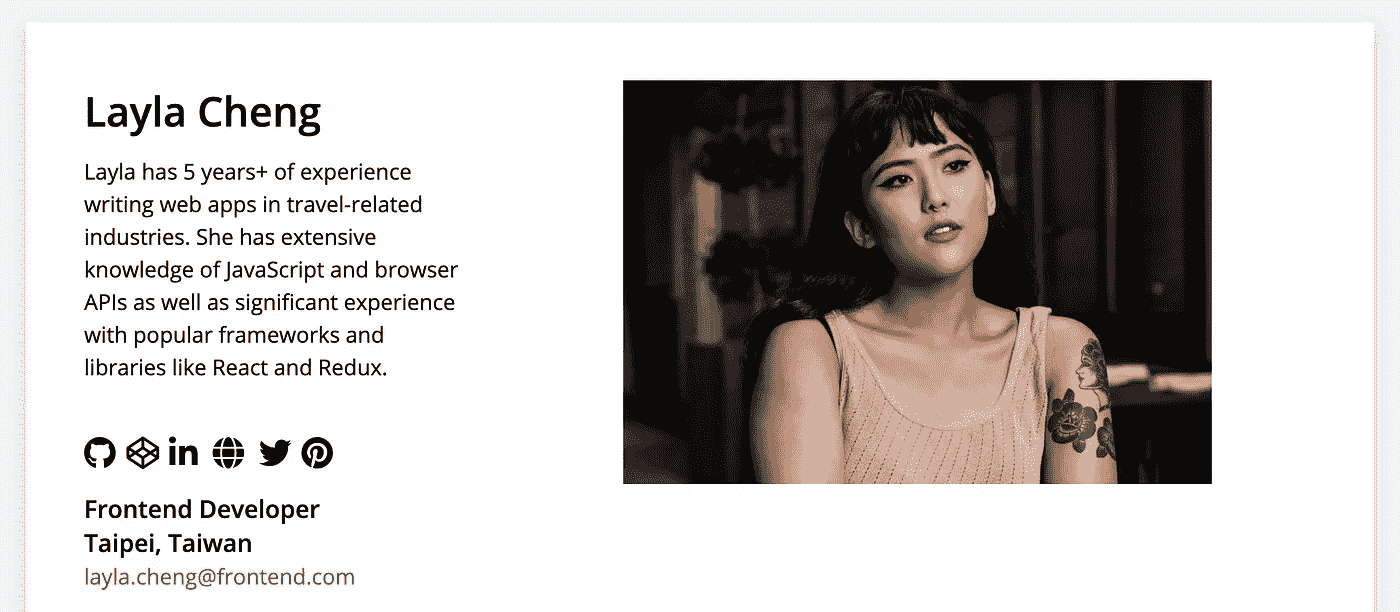 Layla Cheng
Layla has 5 years+ of experience
writing web apps in travel-related
industries. She has extensive
knowledge of JavaScript and browser
APIs as well as significant experience
with popular frameworks and
libraries like React and Redux.
in
Frontend Developer
Taipei, Taiwan
layla.cheng@frontend.com